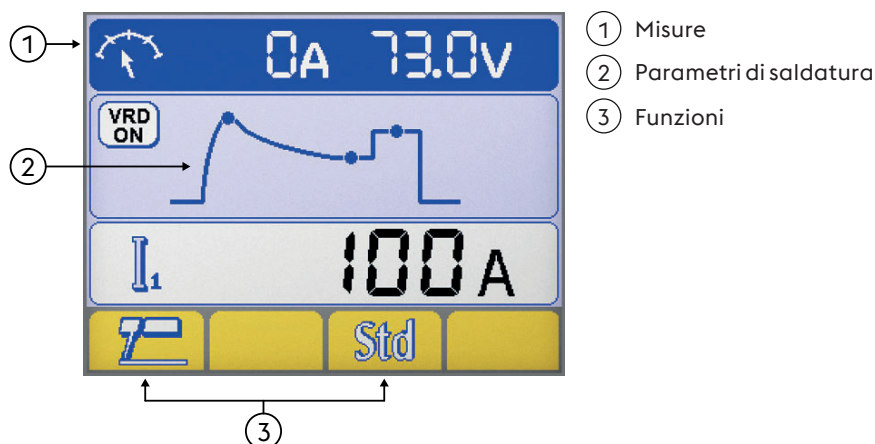 1
0A 73.0V
VRD
ON
2
I1
100A
Std
3
1 Misure
2 Parametri di saldatura
3 Funzioni